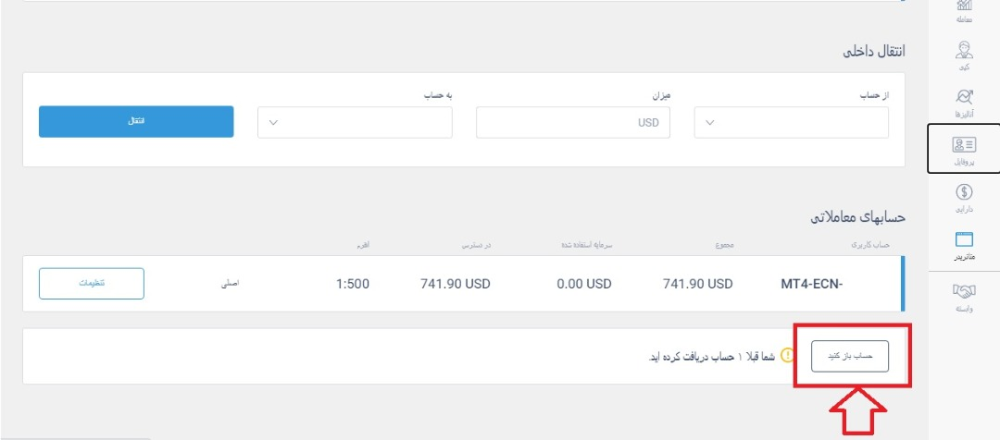 معامله
کپی
آنالیزها
پروفایل
دارایی
متاتریدر
وابسته
انتقال داخلی
از حساب
میزان
به حساب
USD
انتقال
حسابهای معاملاتی
حساب کاربری مجموع سرمایه استفاده شده در دسترس اهرم
MT4-ECN- 741.90 USD 0.00 USD 741.90 USD 1:500 اصلی تنظیمات
حساب باز کنید
شما قبلا ۱ حساب دریافت کرده اید.